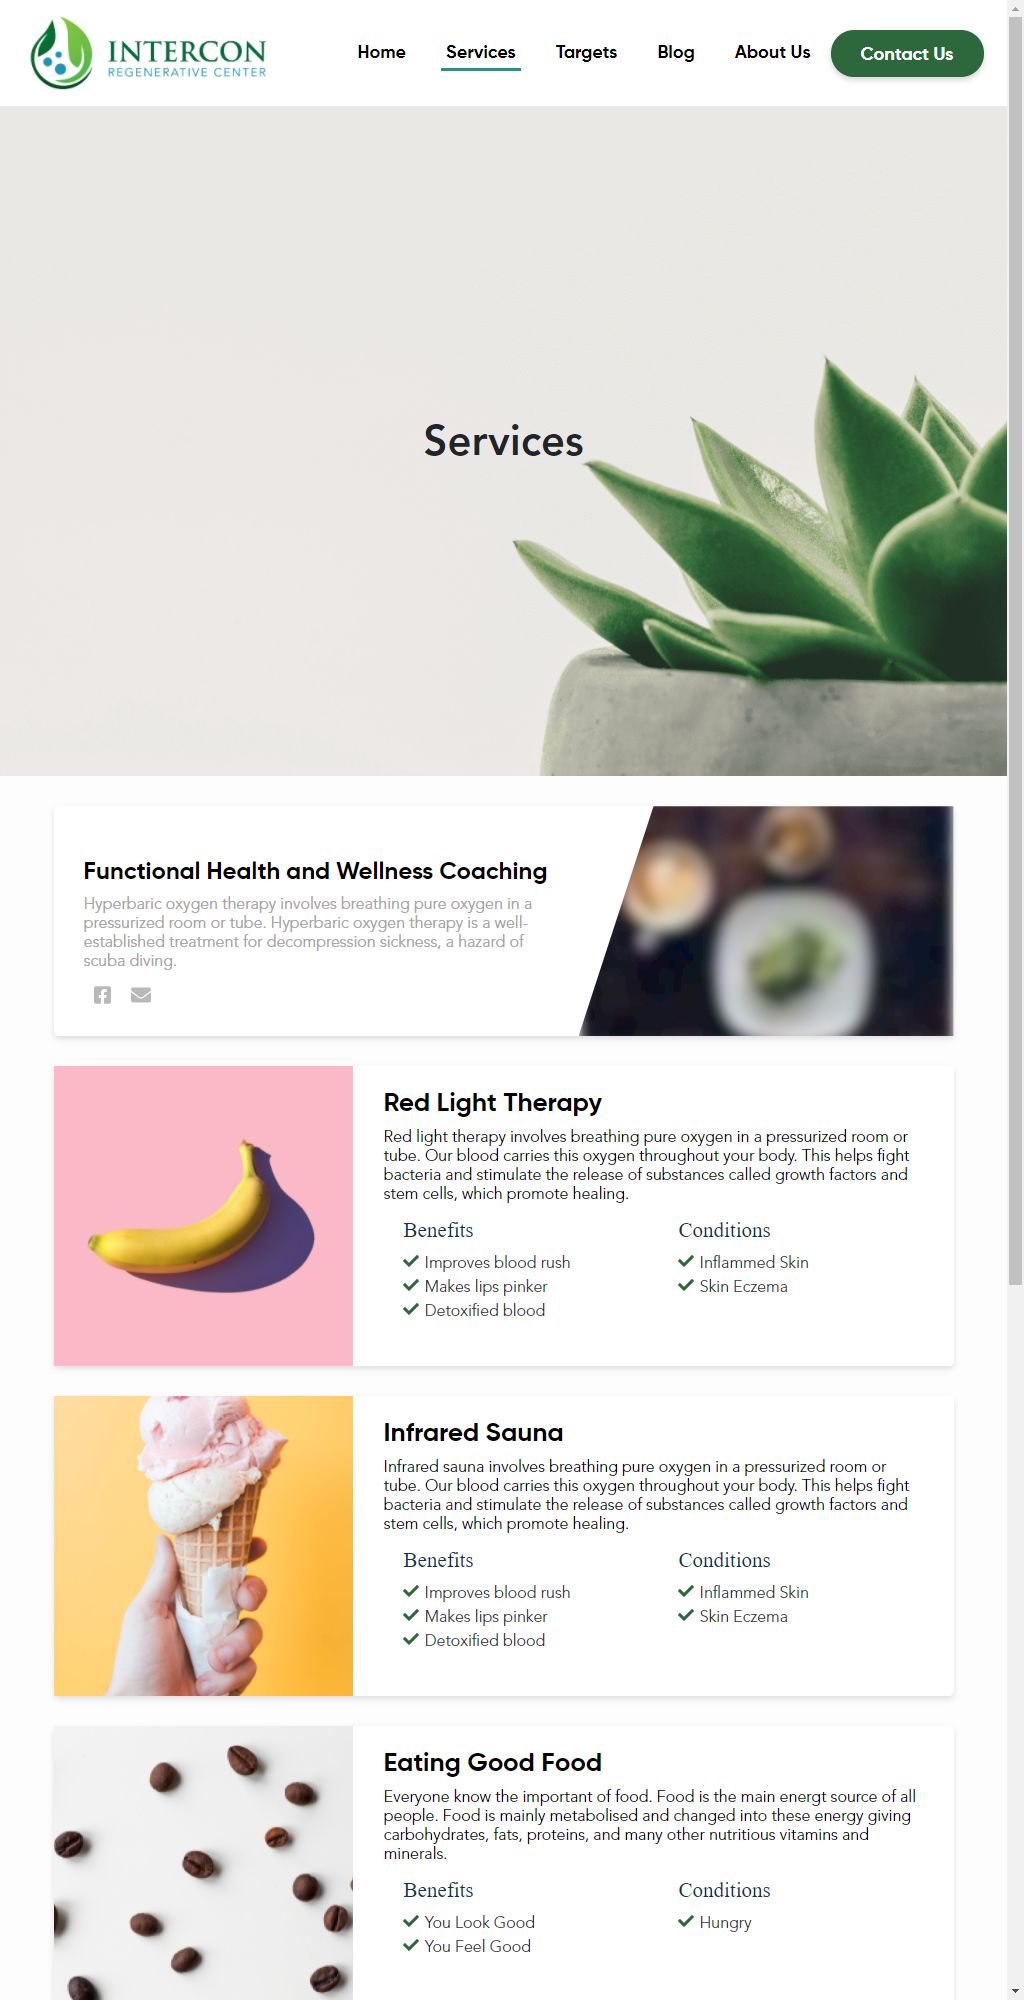 INTERCON
REGENERATIVE CENTER
Home
Services
Targets
Blog
About Us
Contact Us
Services
Functional Health and Wellness Coaching
Hyperbaric oxygen therapy involves breathing pure oxygen in a
pressurized room or tube. Hyperbaric oxygen therapy is a well-
established treatment for decompression sickness, a hazard of
scuba diving.
Red Light Therapy
Red light therapy involves breathing pure oxygen in a pressurized room or
tube. Our blood carries this oxygen throughout your body. This helps fight
bacteria and stimulate the release of substances called growth factors and
stem cells, which promote healing.
Benefits
Improves blood rush
Makes lips pinker
Detoxified blood
Conditions
Inflammed Skin
Skin Eczema
Infrared Sauna
Infrared sauna involves breathing pure oxygen in a pressurized room or
tube. Our blood carries this oxygen throughout your body. This helps fight
bacteria and stimulate the release of substances called growth factors and
stem cells, which promote healing.
Benefits
Improves blood rush
Makes lips pinker
Detoxified blood
Conditions
Inflammed Skin
Skin Eczema
Eating Good Food
Everyone know the important of food. Food is the main energt source of all
people. Food is mainly metabolised and changed into these energy giving
carbohydrates, fats, proteins, and many other nutritious vitamins and
minerals.
Benefits
You Look Good
You Feel Good
Conditions
Hungry